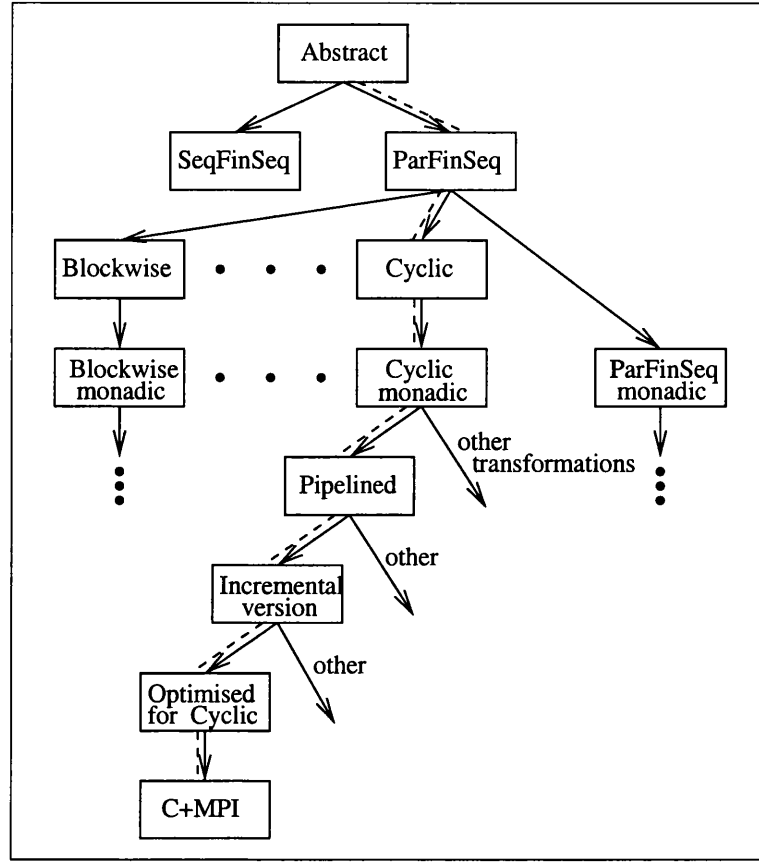 Abstract
SeqFinSeq
ParFinSeq
Blockwise
Cyclic
Blockwise
monadic
Cyclic
monadic
ParFinSeq
monadic
other
transformations
Pipelined
other
Incremental
version
other
Optimised
for Cyclic
C+MPI